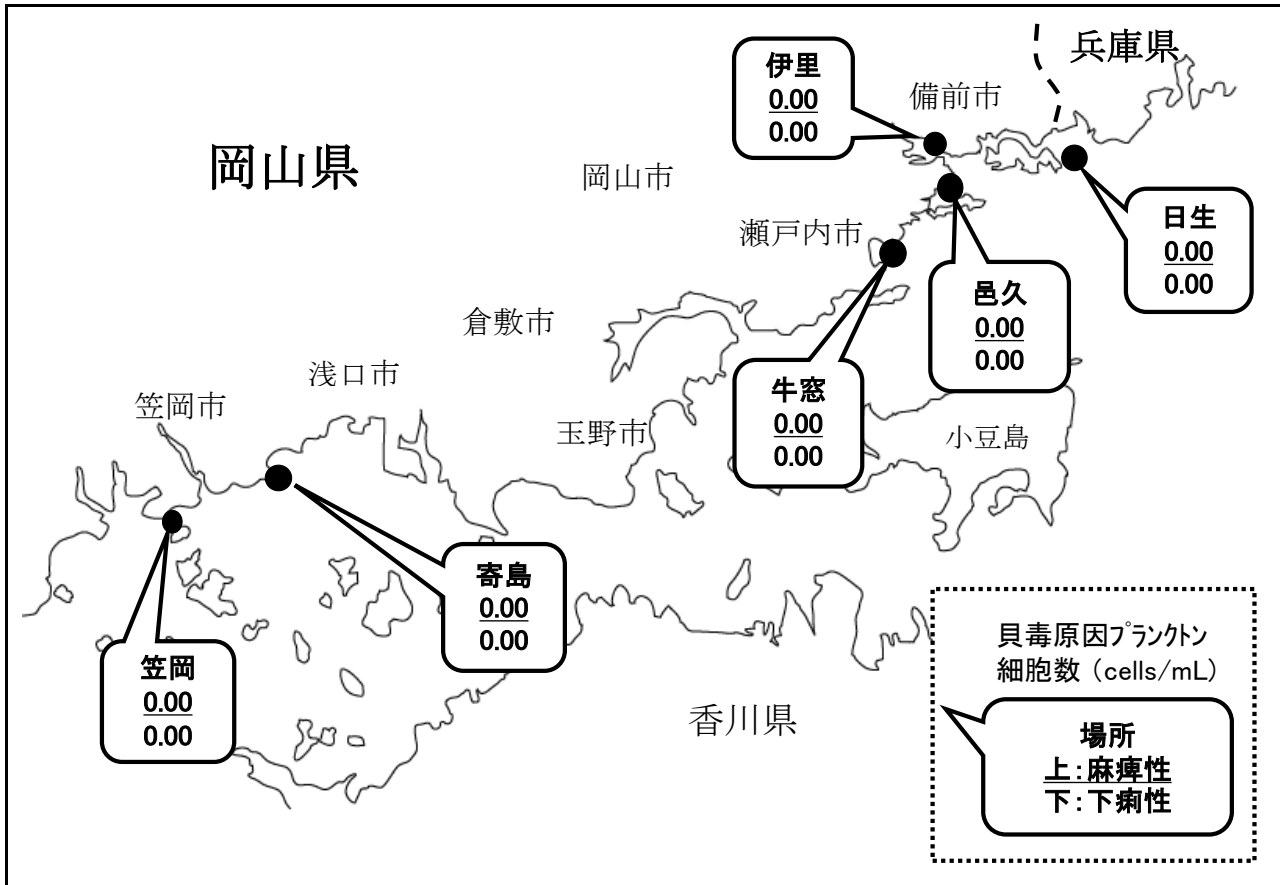 兵庫県
伊里
0.00
0.00
備前市
岡山県
岡山市
日生
0.00
0.00
瀬戸内市
邑久
0.00
0.00
倉敷市
浅口市
牛窓
0.00
0.00
笠岡市
玉野市
小豆島
寄島
0.00
0.00
笠岡
0.00
0.00
香川県
貝毒原因プランクトン
細胞数（cells/mL）
場所
上：麻痺性
下：下痢性